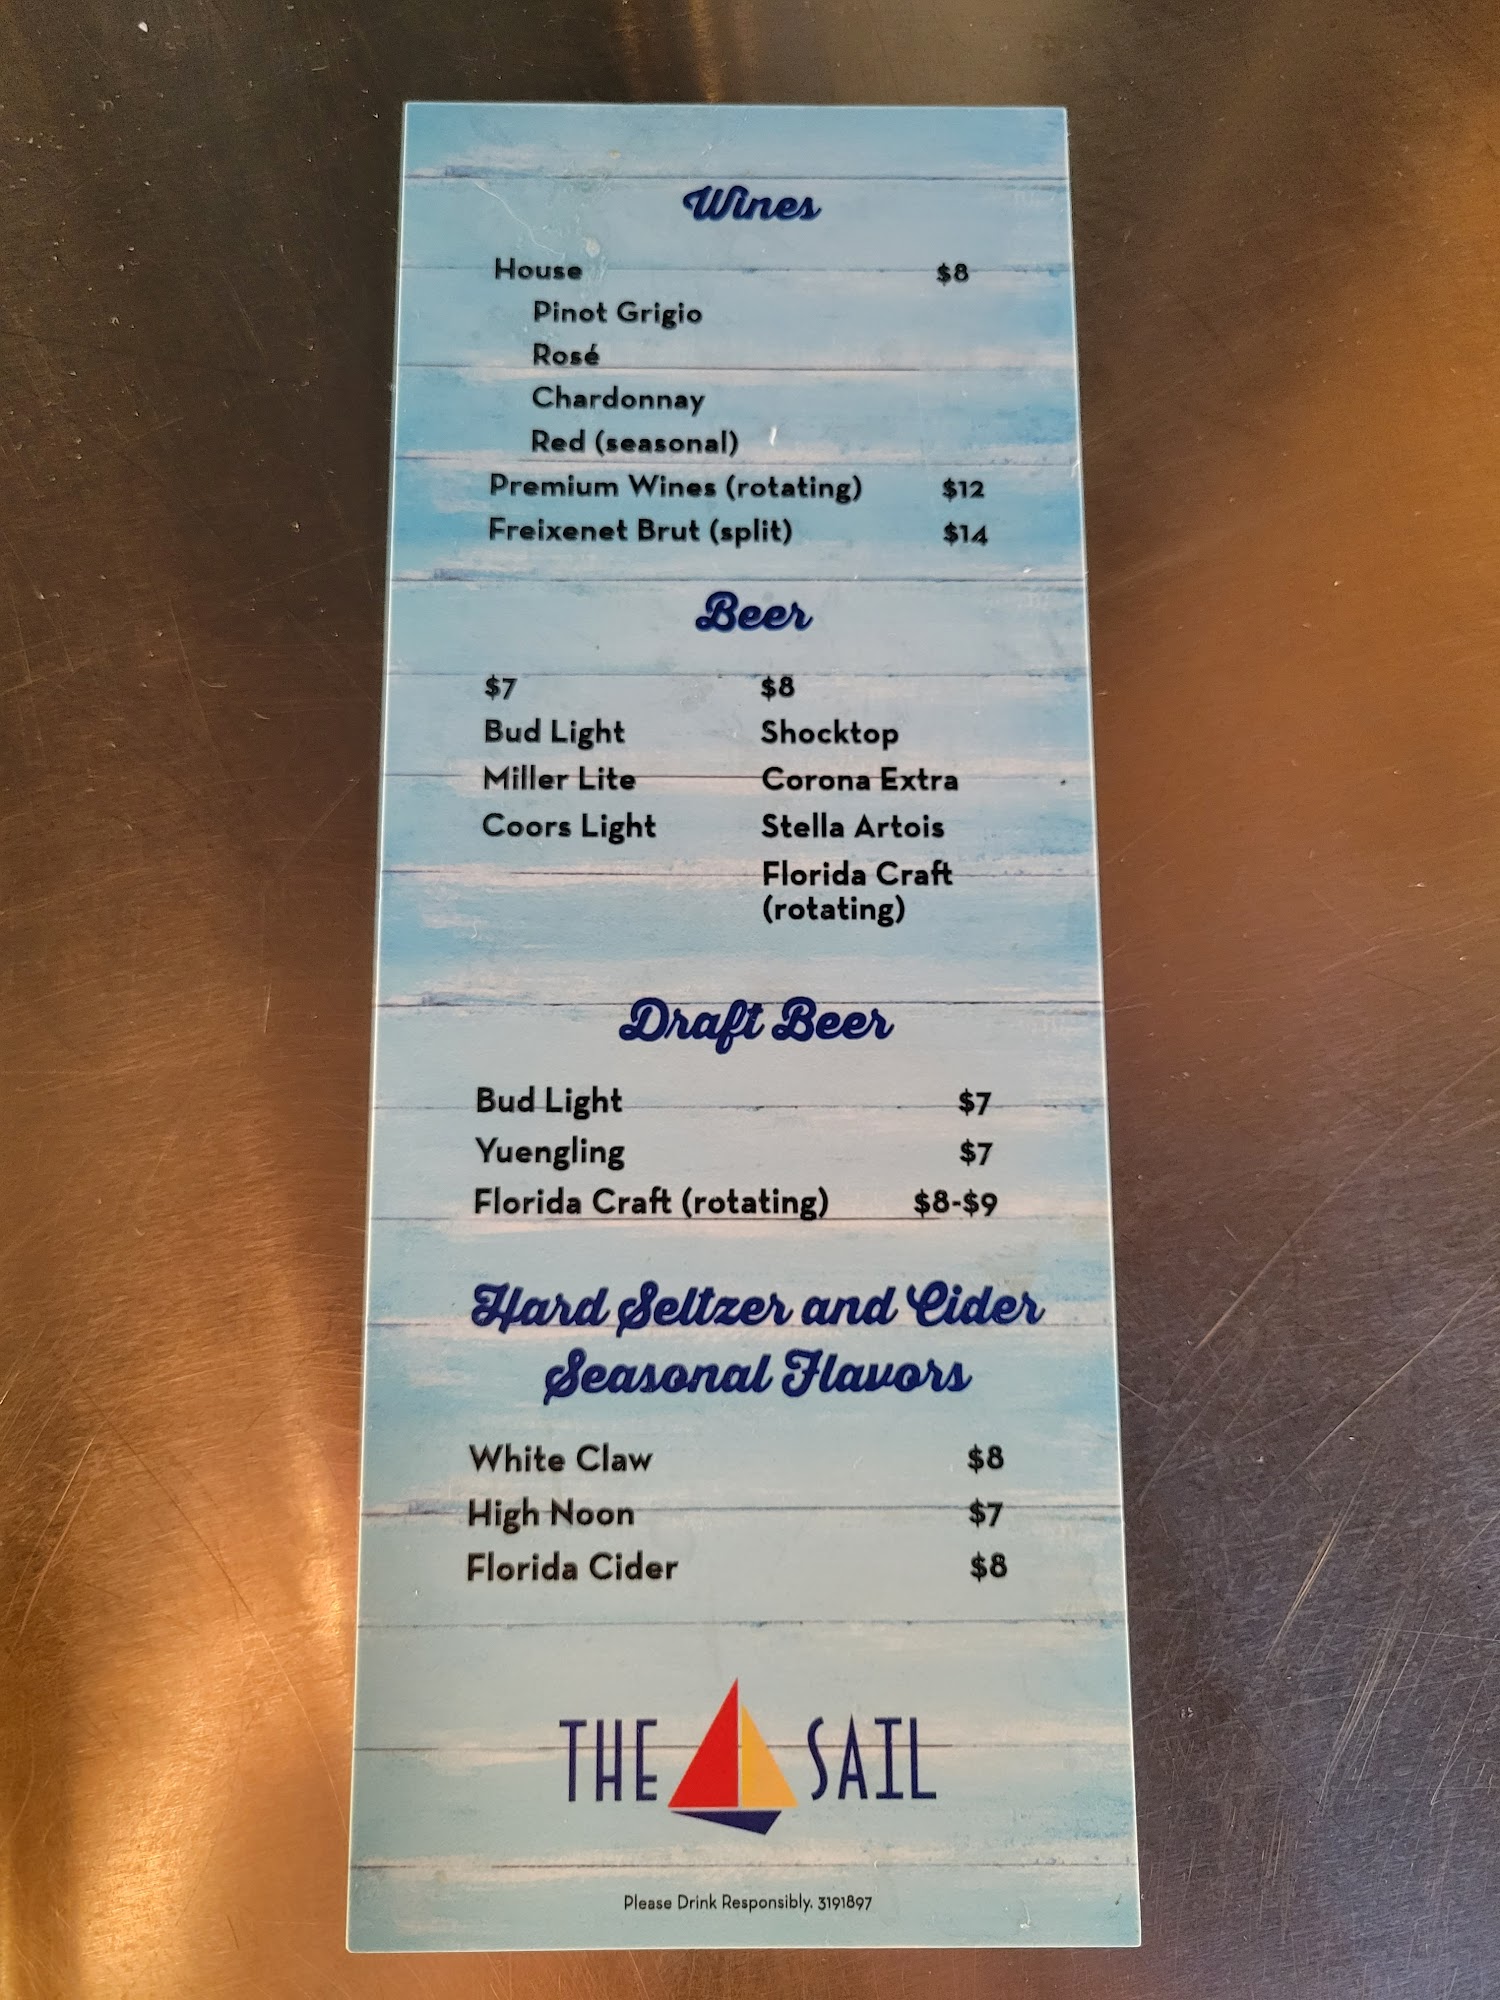 Wines
House $8
Pinot Grigio
Rosé
Chardonnay
Red (seasonal)
Premium Wines (rotating) $12
Freixenet Brut (split) $14
Beer
$7 $8
Bud Light Shocktop
Miller Lite Corona Extra
Coors Light Stella Artois
Florida Craft
(rotating)
Draft Beer
Bud Light $7
Yuengling $7
Florida Craft (rotating) $8-$9
Hard Seltzer and Cider
Seasonal Flavors
White Claw $8
High Noon $7
Florida Cider $8
THE SAIL
Please Drink Responsibly. 3191897